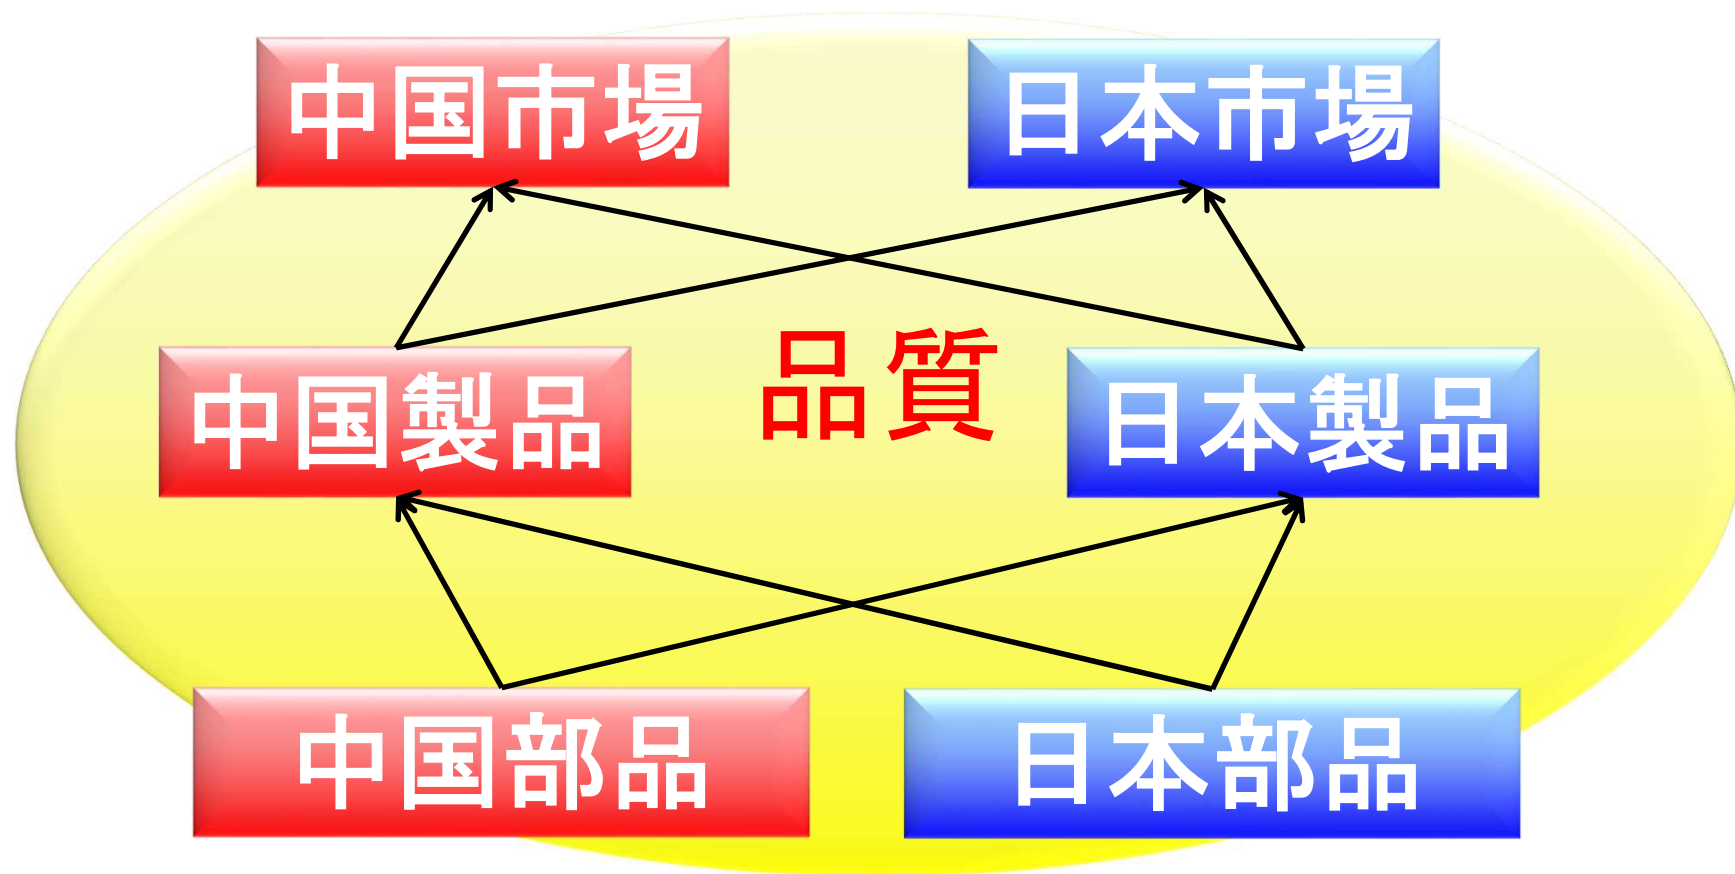 中国市場
日本市場
品質
中国製品
日本製品
中国部品
日本部品